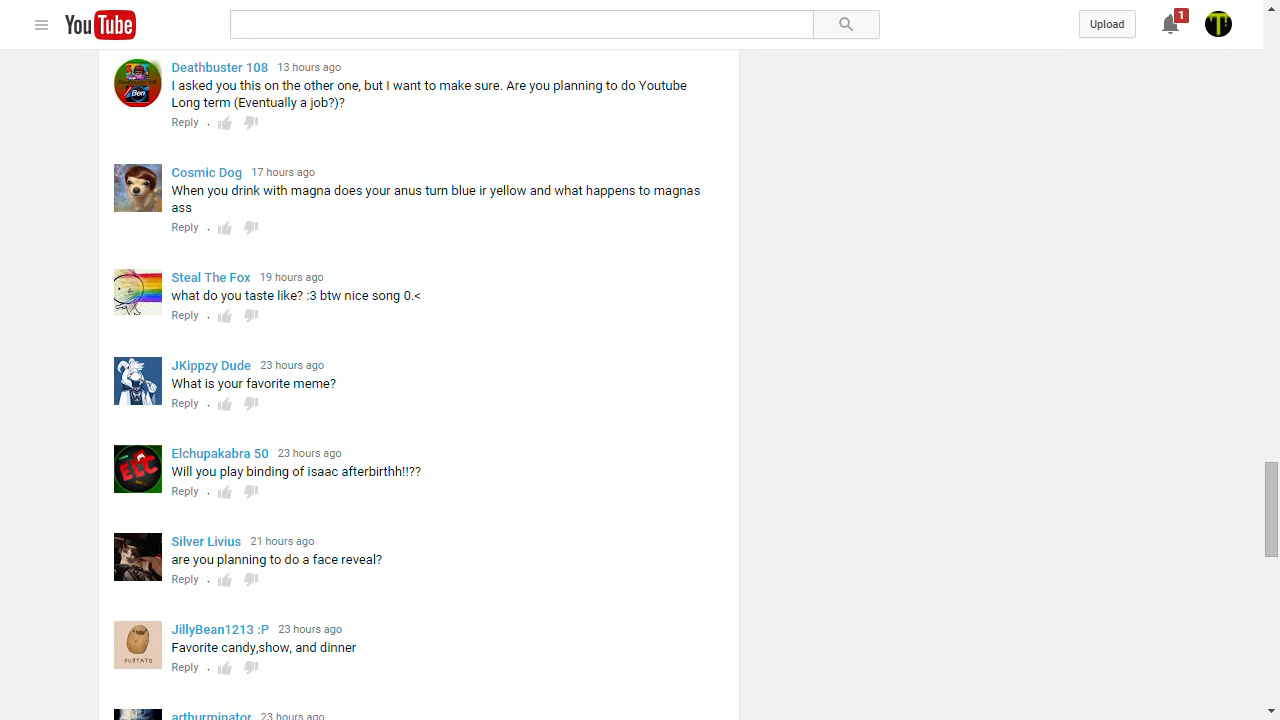 YouTube
Upload
1
T
Deathbuster 108 13 hours ago
I asked you this on the other one, but I want to make sure. Are you planning to do Youtube
Long term (Eventually a job?)?
Reply .
Ben
Cosmic Dog 17 hours ago
When you drink with magna does your anus turn blue ir yellow and what happens to magnas
ass
Reply .
Steal The Fox 19 hours ago
what do you taste like? :3 btw nice song 0.<
Reply .
JKippzy Dude 23 hours ago
What is your favorite meme?
Reply .
Elchupakabra 50 23 hours ago
Will you play binding of isaac afterbirthh!!??
Reply .
ELC
Silver Livius 21 hours ago
are you planning to do a face reveal?
Reply .
JillyBean1213 :P 23 hours ago
Favorite candy,show, and dinner
Reply .
arthurminator 23 hours ago